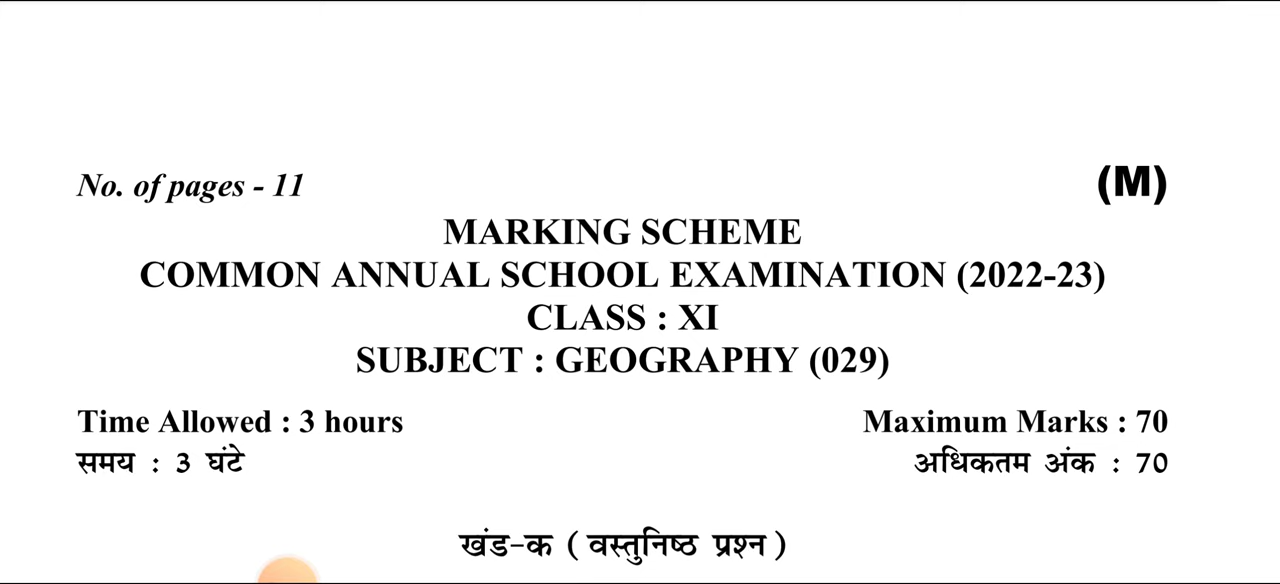 No. of pages - 11
(M)
MARKING SCHEME
COMMON ANNUAL SCHOOL EXAMINATION (2022-23)
CLASS : XI
SUBJECT : GEOGRAPHY (029)
Time Allowed : 3 hours
Maximum Marks : 70
समय : 3 घंटे
अधिकतम अंक : 70
खंड-क ( वस्तुनिष्ठ प्रश्न )